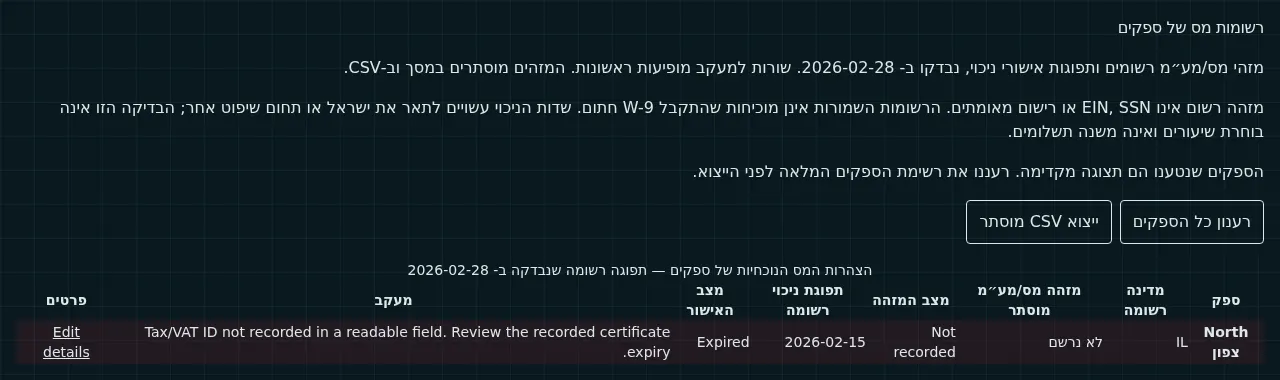 רשומות מס של ספקים
מזהי מס/מע״מ רשומים ותפוגות אישורי ניכוי, נבדקו ב- 2026-02-28. שורות למעקב מופיעות ראשונות. המזהים מוסתרים במסך וב-CSV.
מזהה רשום אינו EIN, SSN או רישום מאומתים. הרשומות השמורות אינן מוכיחות שהתקבל W-9 חתום. שדות הניכוי עשויים לתאר את ישראל או תחום שיפוט אחר; הבדיקה הזו אינה
בוחרת שיעורים ואינה משנה תשלומים.
הספקים שנטענו הם תצוגה מקדימה. רעננו את רשימת הספקים המלאה לפני הייצוא.
רענון כל הספקים
ייצוא CSV מוסתר
הצהרות המס הנוכחיות של ספקים — תפוגה רשומה שנבדקה ב- 2026-02-28
ספק
מדינה
רשומה
מזהה מס/מע״מ
מוסתר
מצב המזהה
תפוגת ניכוי
רשומה
מצב
האישור
מעקב
פרטים
North
צפון
IL
לא נרשם
Not
recorded
2026-02-15
Expired
Tax/VAT ID not recorded in a readable field. Review the recorded certificate
expiry.
Edit
details